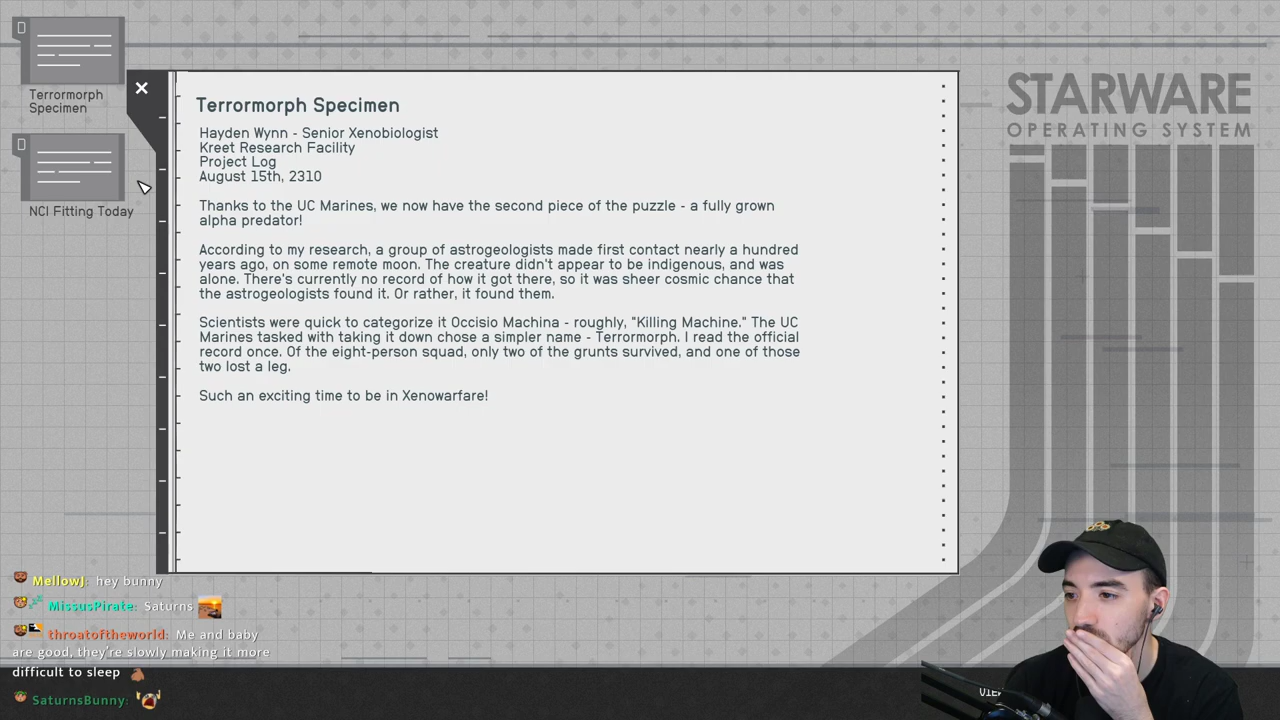 D
Terrormorph
Specimen
D
NCI Fitting Today
Terrormorph Specimen
Hayden Wynn - Senior Xenobiologist
Kreet Research Facility
Project Log
August 15th, 2310
Thanks to the UC Marines, we now have the second piece of the puzzle - a fully grown
alpha predator!
According to my research, a group of astrogeologists made first contact nearly a hundred
years ago, on some remote moon. The creature didn't appear to be indigenous, and was
alone. There's currently no record of how it got there, so it was sheer cosmic chance that
the astrogeologists found it. Or rather, it found them.
Scientists were quick to categorize it Occisio Machina - roughly, "Killing Machine." The UC
Marines tasked with taking it down chose a simpler name - Terrormorph. I read the official
record once. Of the eight-person squad, only two of the grunts survived, and one of those
two lost a leg.
Such an exciting time to be in Xenowarfare!
STARWARE
OPERATING SYSTEM
MellowJ: hey bunny
MissusPirate: Saturns
throatoftheworld: Me and baby
are good, they're slowly making it more
difficult to sleep
SaturnsBunny: